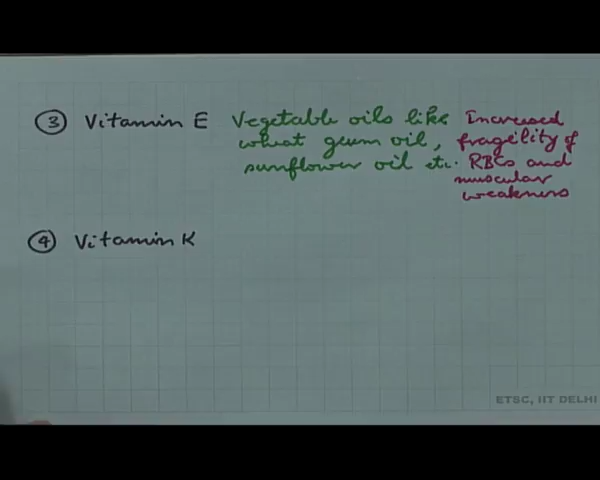 ③ Vitamin E Vegetable oils like Increased
wheat germ oil, fragility of
sunflower oil etc. RBCs and
muscular
weakness
④ Vitamin K
ETSC, IIT DELHI